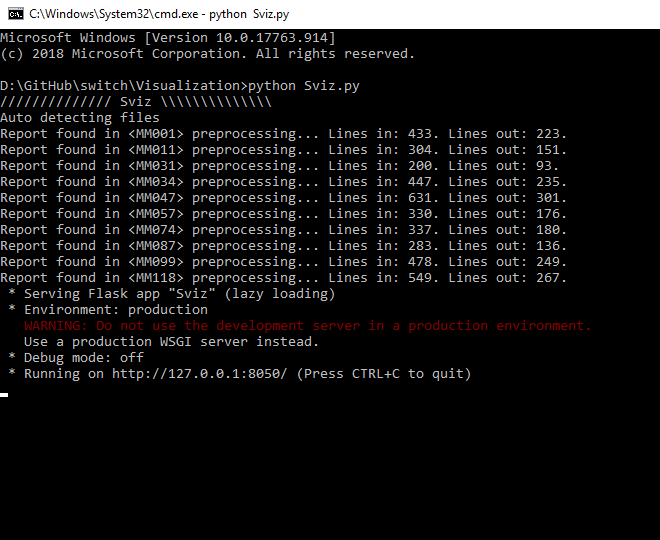 C:\Windows\System32\cmd.exe - python  Sviz.py
Microsoft Windows [Version 10.0.17763.914]
(c) 2018 Microsoft Corporation. All rights reserved.
D:\GitHub\switch\Visualization>python Sviz.py
////////////// Sviz \\\\\\\\\\\\\\
Auto detecting files
Report found in <MM001> preprocessing... Lines in: 433. Lines out: 223.
Report found in <MM011> preprocessing... Lines in: 304. Lines out: 151.
Report found in <MM031> preprocessing... Lines in: 200. Lines out: 93.
Report found in <MM034> preprocessing... Lines in: 447. Lines out: 235.
Report found in <MM047> preprocessing... Lines in: 631. Lines out: 301.
Report found in <MM057> preprocessing... Lines in: 330. Lines out: 176.
Report found in <MM074> preprocessing... Lines in: 337. Lines out: 180.
Report found in <MM087> preprocessing... Lines in: 283. Lines out: 136.
Report found in <MM099> preprocessing... Lines in: 478. Lines out: 249.
Report found in <MM118> preprocessing... Lines in: 549. Lines out: 267.
 * Serving Flask app "Sviz" (lazy loading)
 * Environment: production
   WARNING: Do not use the development server in a production environment.
   Use a production WSGI server instead.
 * Debug mode: off
 * Running on http://127.0.0.1:8050/ (Press CTRL+C to quit)